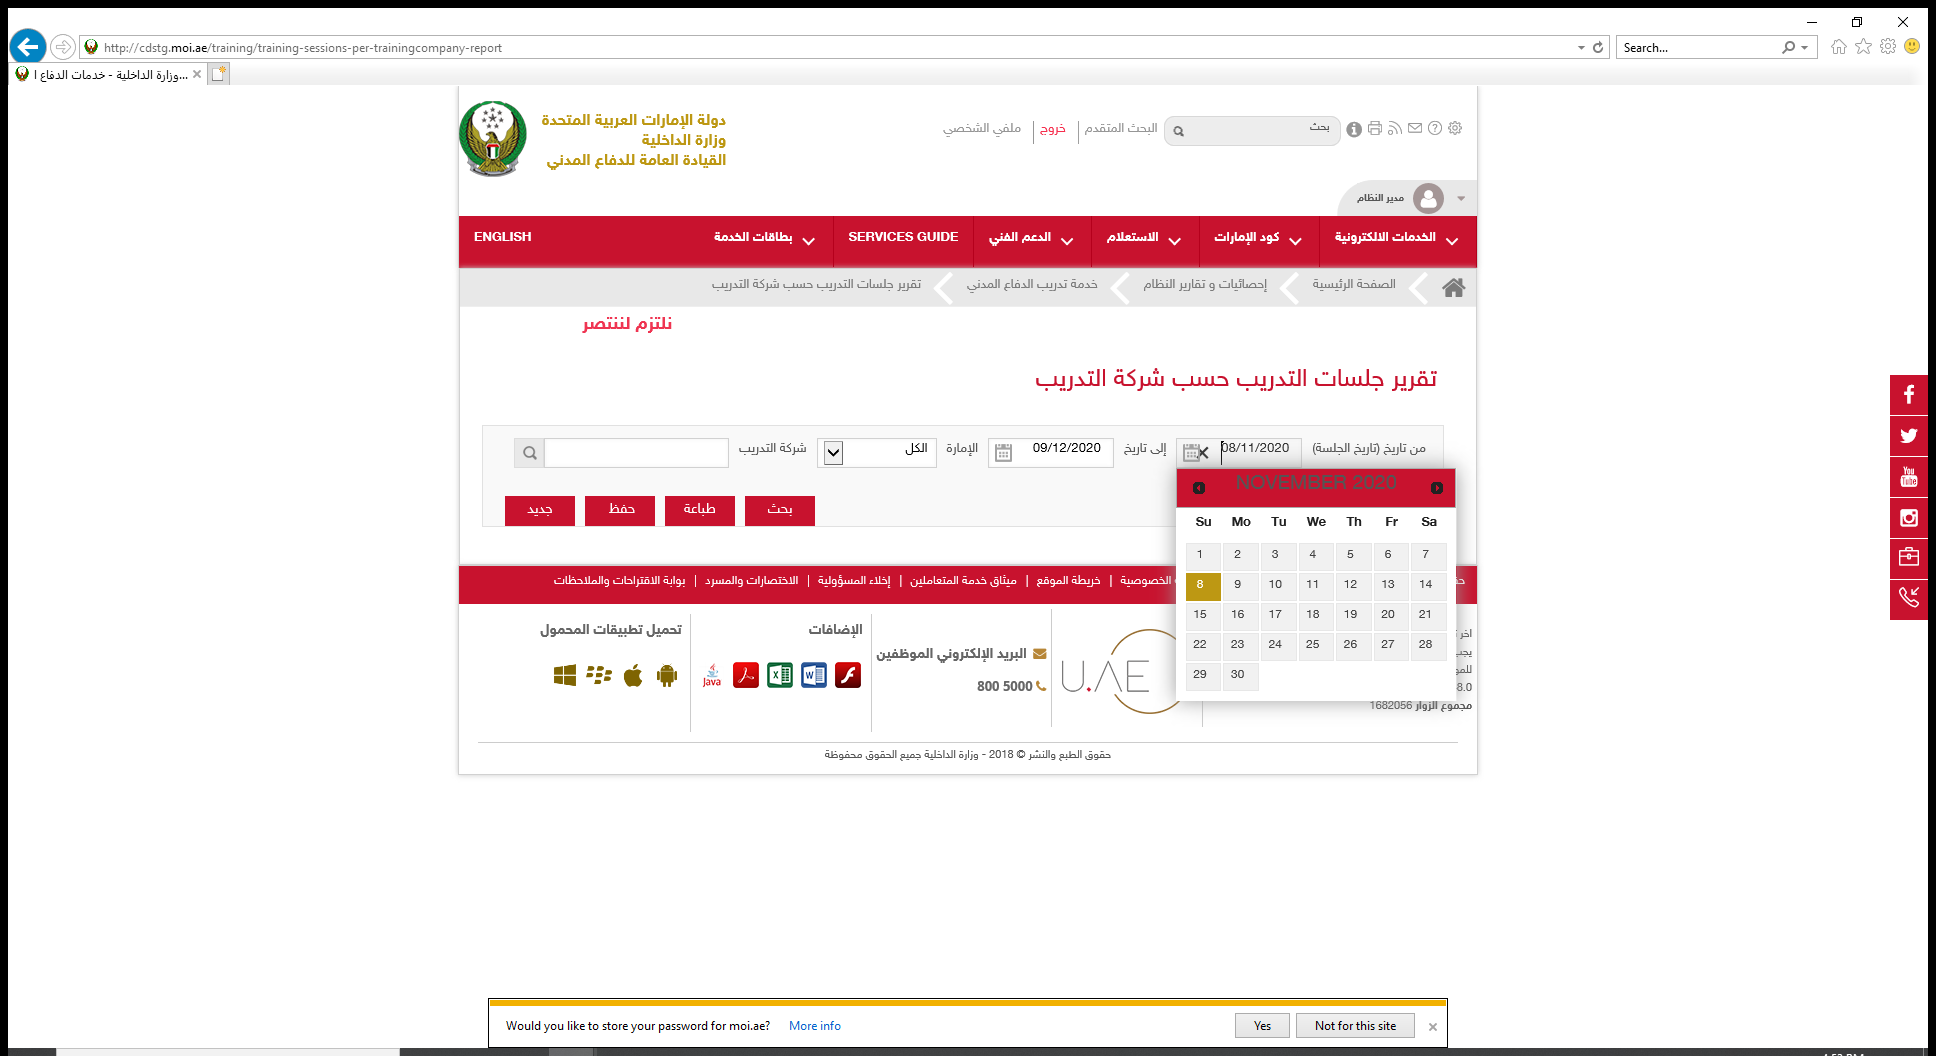 http://cdstg.moi.ae/training/training-sessions-per-trainingcompany-report
Search...
وزارة الداخلية - خدمات الدفاع ا...
دولة الإمارات العربية المتحدة
وزارة الداخلية
القيادة العامة للدفاع المدني
بحث
البحث المتقدم
خروج
ملفي الشخصي
مدير النظام
الخدمات الالكترونية
كود الإمارات
الاستعلام
الدعم الفني
SERVICES GUIDE
بطاقات الخدمة
ENGLISH
الصفحة الرئيسية
إحصائيات و تقارير النظام
خدمة تدريب الدفاع المدني
تقرير جلسات التدريب حسب شركة التدريب
نلتزم لننتصر
تقرير جلسات التدريب حسب شركة التدريب
من تاريخ (تاريخ الجلسة)
08/11/2020
إلى تاريخ
09/12/2020
الإمارة
الكل
شركة التدريب
بحث
طباعة
حفظ
جديد
NOVEMBER 2020
Su Mo Tu We Th Fr Sa
1 2 3 4 5 6 7
8 9 10 11 12 13 14
15 16 17 18 19 20 21
22 23 24 25 26 27 28
29 30
الخصوصية | خريطة الموقع | ميثاق خدمة المتعاملين | إخلاء المسؤولية | الاختصارات والمسرد | بوابة الاقتراحات والملاحظات
اخر
يجب
8.0
مجموع الزوار 1682056
U.AE
البريد الإلكتروني الموظفين
800 5000
الإضافات
Java
تحميل تطبيقات المحمول
حقوق الطبع والنشر © 2018 - وزارة الداخلية جميع الحقوق محفوظة
You
Tube
Would you like to store your password for moi.ae? More info
Yes
Not for this site